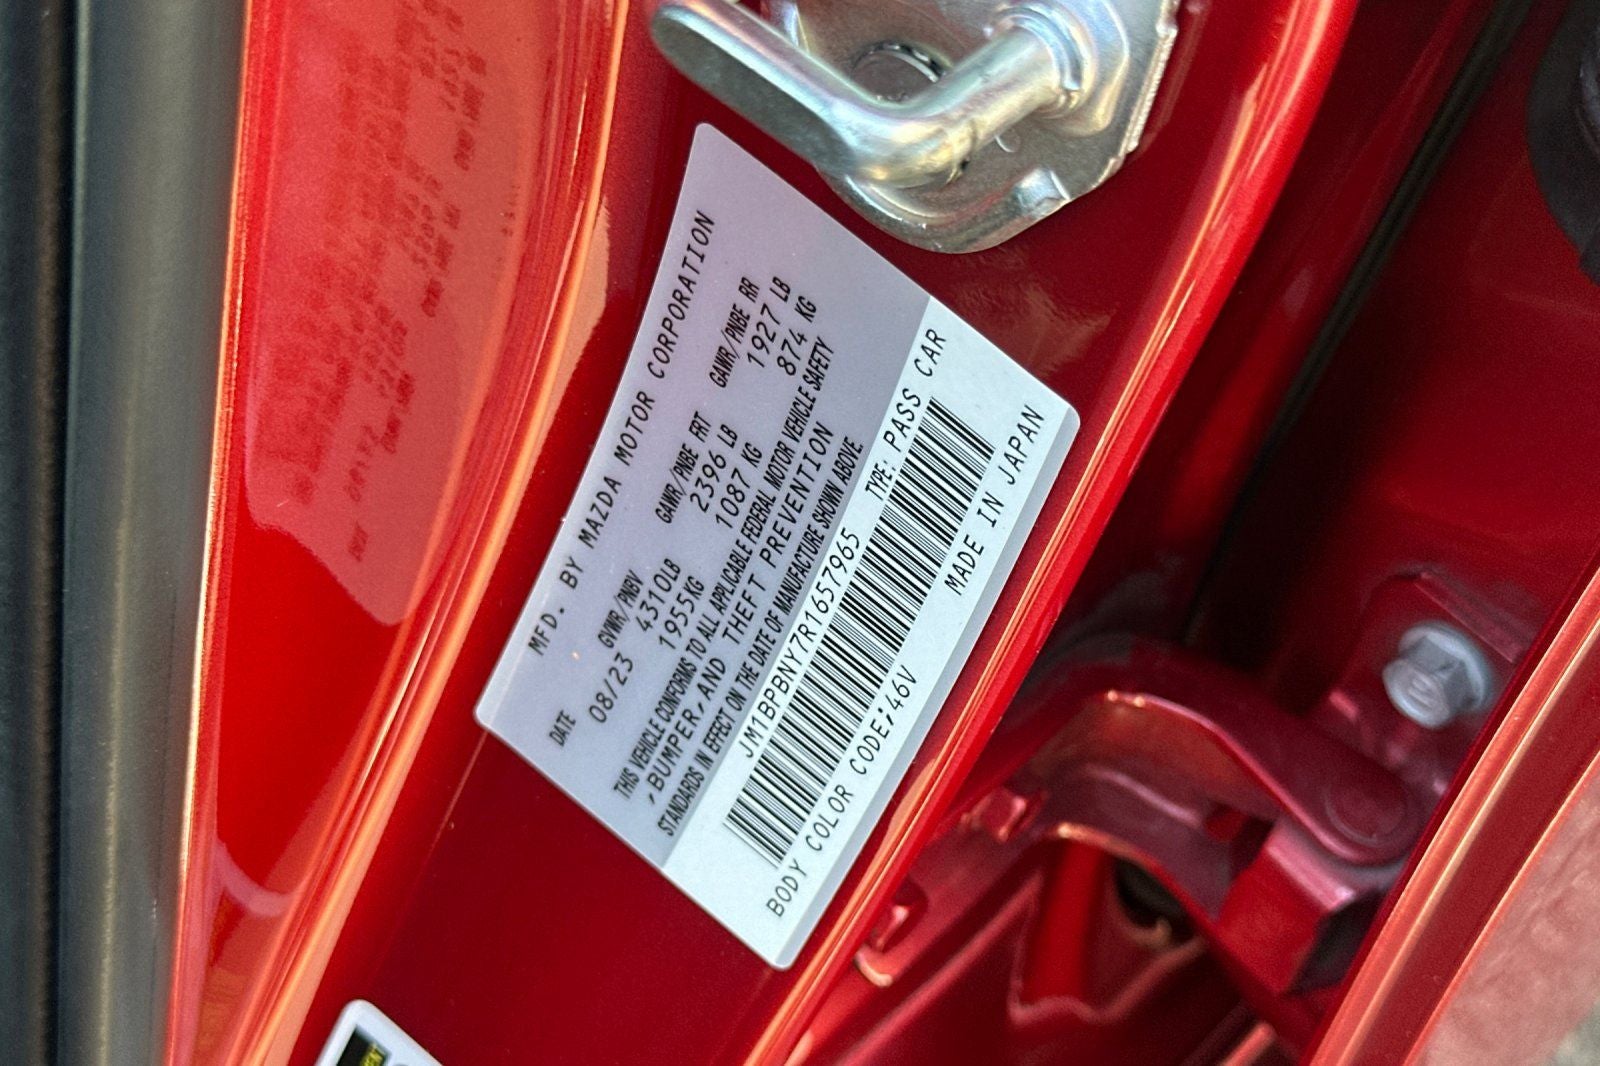 MFD. BY MAZDA MOTOR CORPORATION
DATE GVWR/PNBV GAWR/PNBE FRT GAWR/PNBE RR
08/23 4310LB 2396 LB 1927 LB
1955KG 1087 KG 874 KG
THIS VEHICLE CONFORMS TO ALL APPLICABLE FEDERAL MOTOR VEHICLE SAFETY
,BUMPER,AND THEFT PREVENTION
STANDARDS IN EFFECT ON THE DATE OF MANUFACTURE SHOWN ABOVE.
JM1BPBNY7R1657965 TYPE: PASS CAR
BODY COLOR CODE;46V MADE IN JAPAN